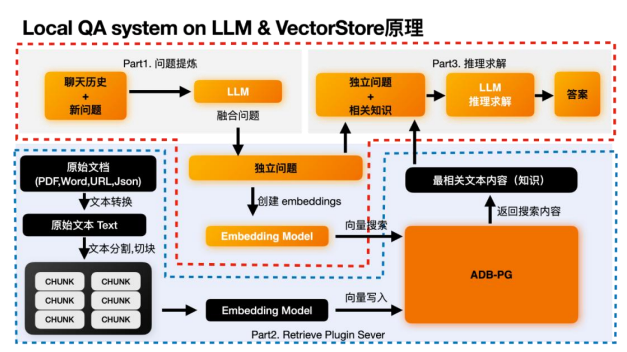 Local QA system on LLM & VectorStore原理
Part1. 问题提炼
Part3. 推理求解
聊天历史
+
新问题
LLM
融合问题
独立问题
+
相关知识
LLM
推理求解
答案
原始文档
(PDF,Word,URL,Json)
文本转换
原始文本 Text
文本分割,切块
CHUNK CHUNK
CHUNK CHUNK
CHUNK CHUNK
独立问题
创建 embeddings
Embedding Model
向量搜索
最相关文本内容（知识）
返回搜索内容
ADB-PG
Embedding Model
向量写入
Part2. Retrieve Plugin Sever